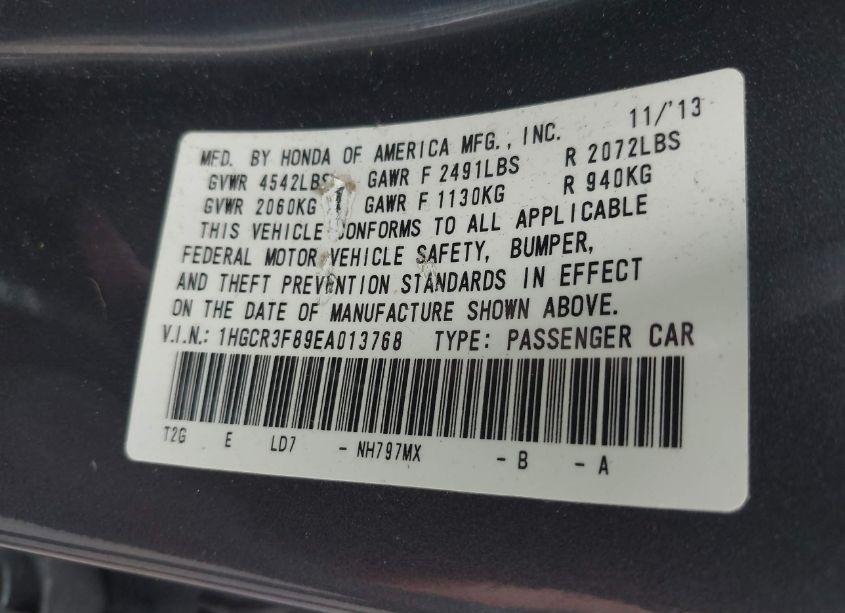 11/'13
MFD. BY HONDA OF AMERICA MFG., INC.
GVWR 4542LBS GAWR F 2491LBS R 2072LBS
GVWR 2060KG GAWR F 1130KG R 940KG
THIS VEHICLE CONFORMS TO ALL APPLICABLE
FEDERAL MOTOR VEHICLE SAFETY, BUMPER,
AND THEFT PREVENTION STANDARDS IN EFFECT
ON THE DATE OF MANUFACTURE SHOWN ABOVE.
V.I.N.: 1HGCR3F89EA013768 TYPE: PASSENGER CAR
T2G E LD7 - NH797MX - B - A